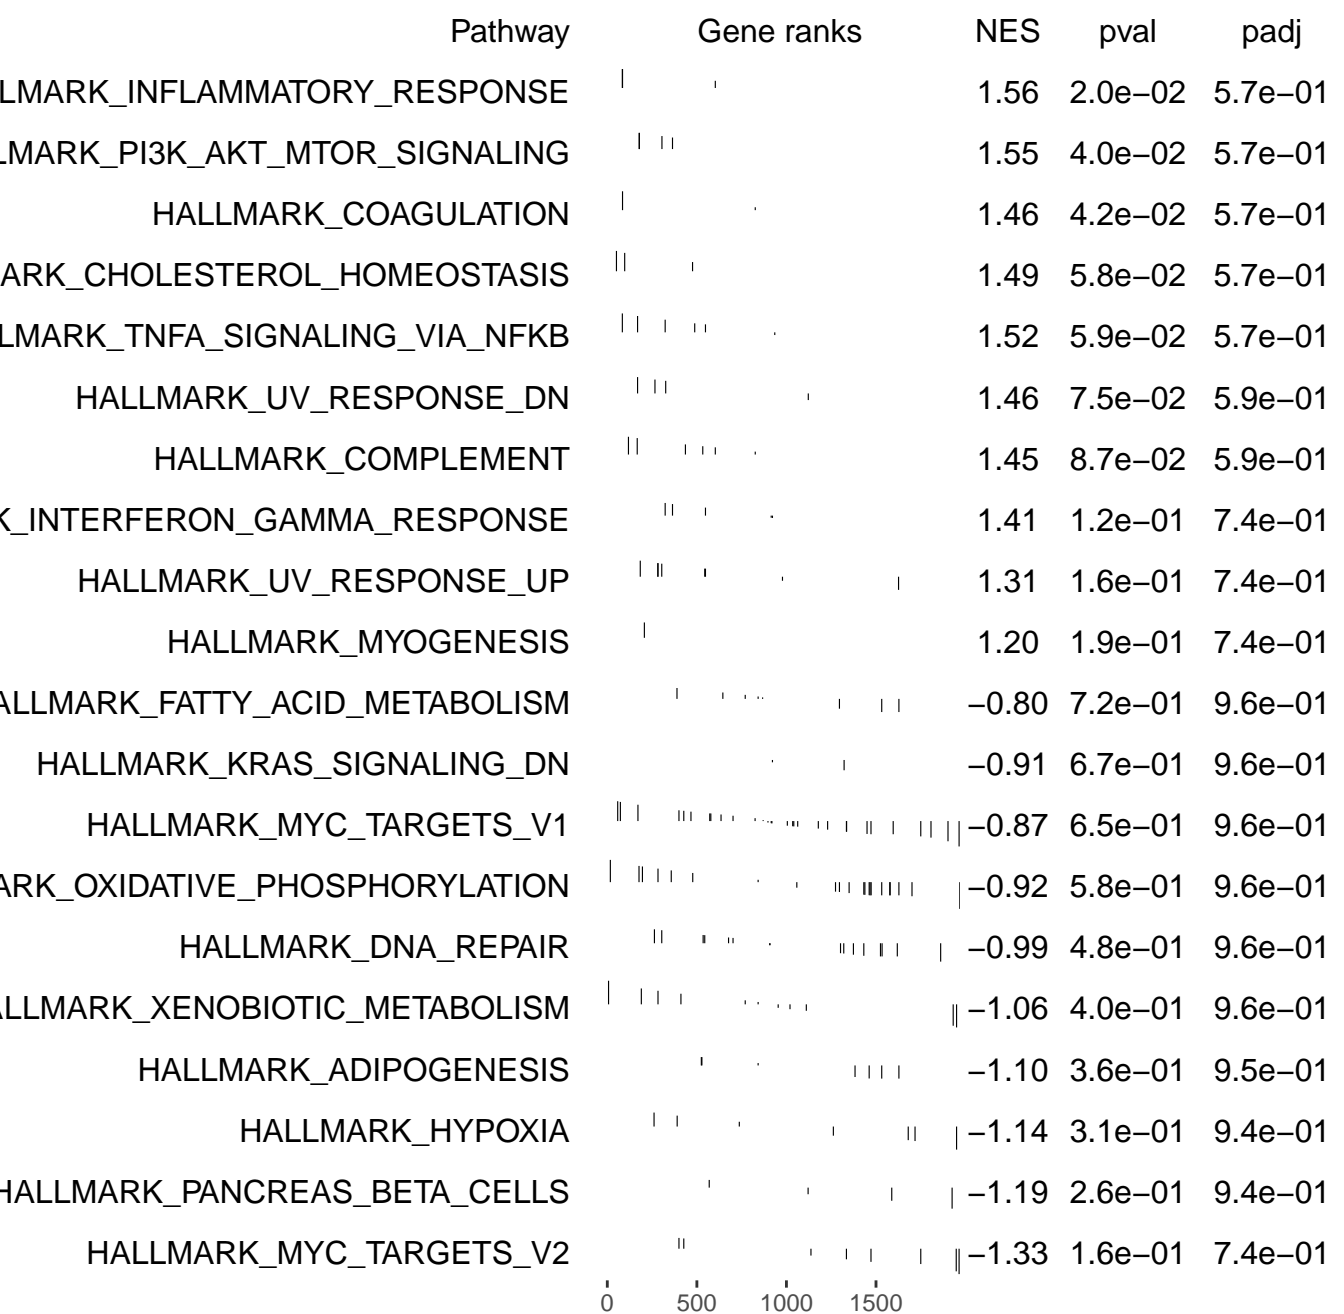 Pathway Gene ranks NES pval padj
LMARK_INFLAMMATORY_RESPONSE 1.56 2.0e−02 5.7e−01
LMARK_PI3K_AKT_MTOR_SIGNALING 1.55 4.0e−02 5.7e−01
HALLMARK_COAGULATION 1.46 4.2e−02 5.7e−01
ARK_CHOLESTEROL_HOMEOSTASIS 1.49 5.8e−02 5.7e−01
LMARK_TNFA_SIGNALING_VIA_NFKB 1.52 5.9e−02 5.7e−01
HALLMARK_UV_RESPONSE_DN 1.46 7.5e−02 5.9e−01
HALLMARK_COMPLEMENT 1.45 8.7e−02 5.9e−01
K_INTERFERON_GAMMA_RESPONSE 1.41 1.2e−01 7.4e−01
HALLMARK_UV_RESPONSE_UP 1.31 1.6e−01 7.4e−01
HALLMARK_MYOGENESIS 1.20 1.9e−01 7.4e−01
ALLMARK_FATTY_ACID_METABOLISM −0.80 7.2e−01 9.6e−01
HALLMARK_KRAS_SIGNALING_DN −0.91 6.7e−01 9.6e−01
HALLMARK_MYC_TARGETS_V1 −0.87 6.5e−01 9.6e−01
ARK_OXIDATIVE_PHOSPHORYLATION −0.92 5.8e−01 9.6e−01
HALLMARK_DNA_REPAIR −0.99 4.8e−01 9.6e−01
ALLMARK_XENOBIOTIC_METABOLISM −1.06 4.0e−01 9.6e−01
HALLMARK_ADIPOGENESIS −1.10 3.6e−01 9.5e−01
HALLMARK_HYPOXIA −1.14 3.1e−01 9.4e−01
HALLMARK_PANCREAS_BETA_CELLS −1.19 2.6e−01 9.4e−01
HALLMARK_MYC_TARGETS_V2 −1.33 1.6e−01 7.4e−01
0 500 1000 1500